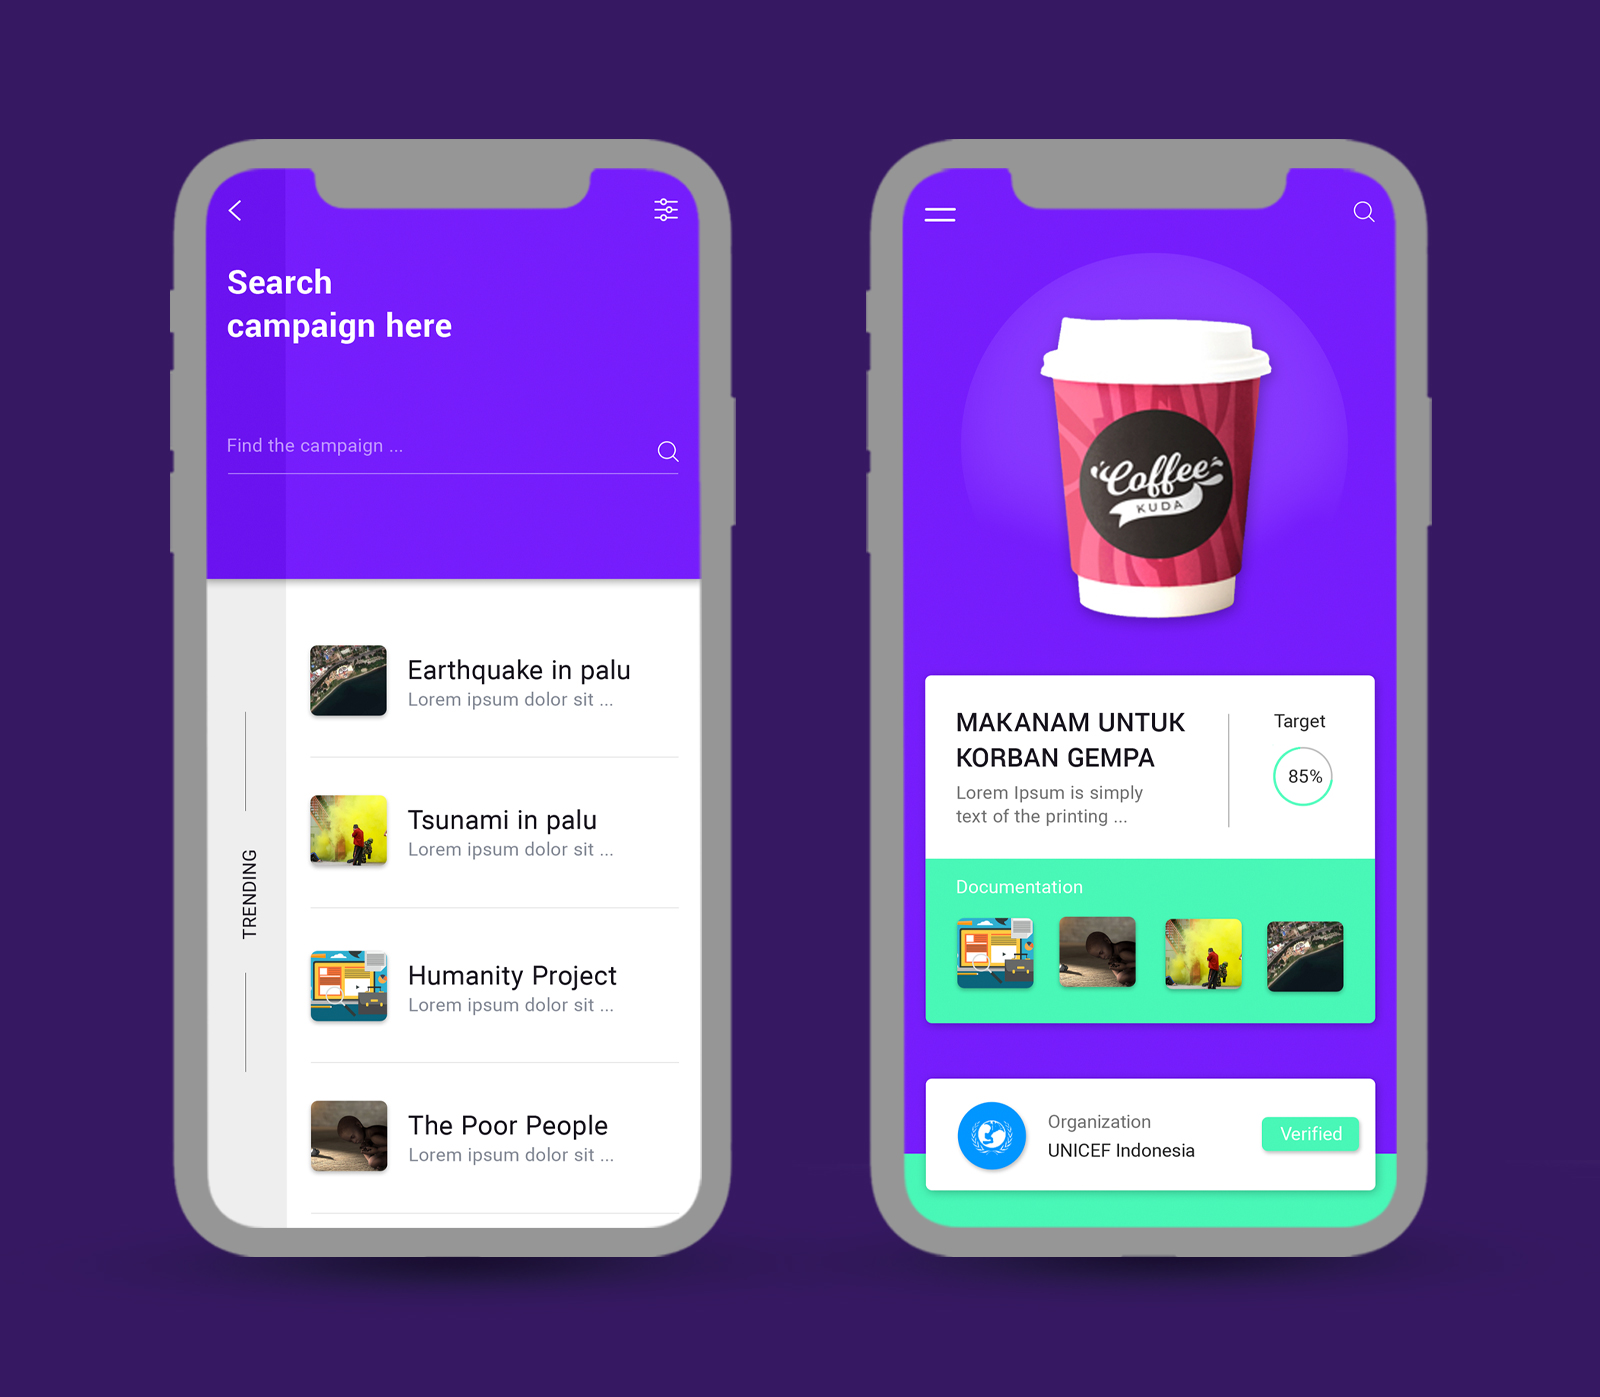 Search
campaign here
Find the campaign ...
TRENDING
Earthquake in palu
Lorem ipsum dolor sit ...
Tsunami in palu
Lorem ipsum dolor sit ...
Humanity Project
Lorem ipsum dolor sit ...
The Poor People
Lorem ipsum dolor sit ...
Coffee
KUDA
MAKANAM UNTUK
KORBAN GEMPA
Lorem Ipsum is simply
text of the printing ...
Target
85%
Documentation
Organization
UNICEF Indonesia
Verified